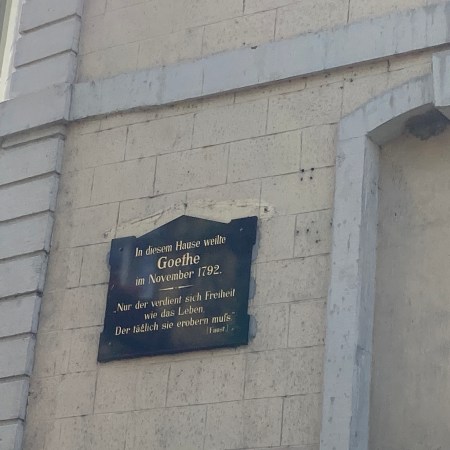 In diesem Hause weilte
Goethe
im November 1792.
„Nur der verdient sich Freiheit
wie das Leben,
Der täglich sie erobern muſs.“
(Faust)